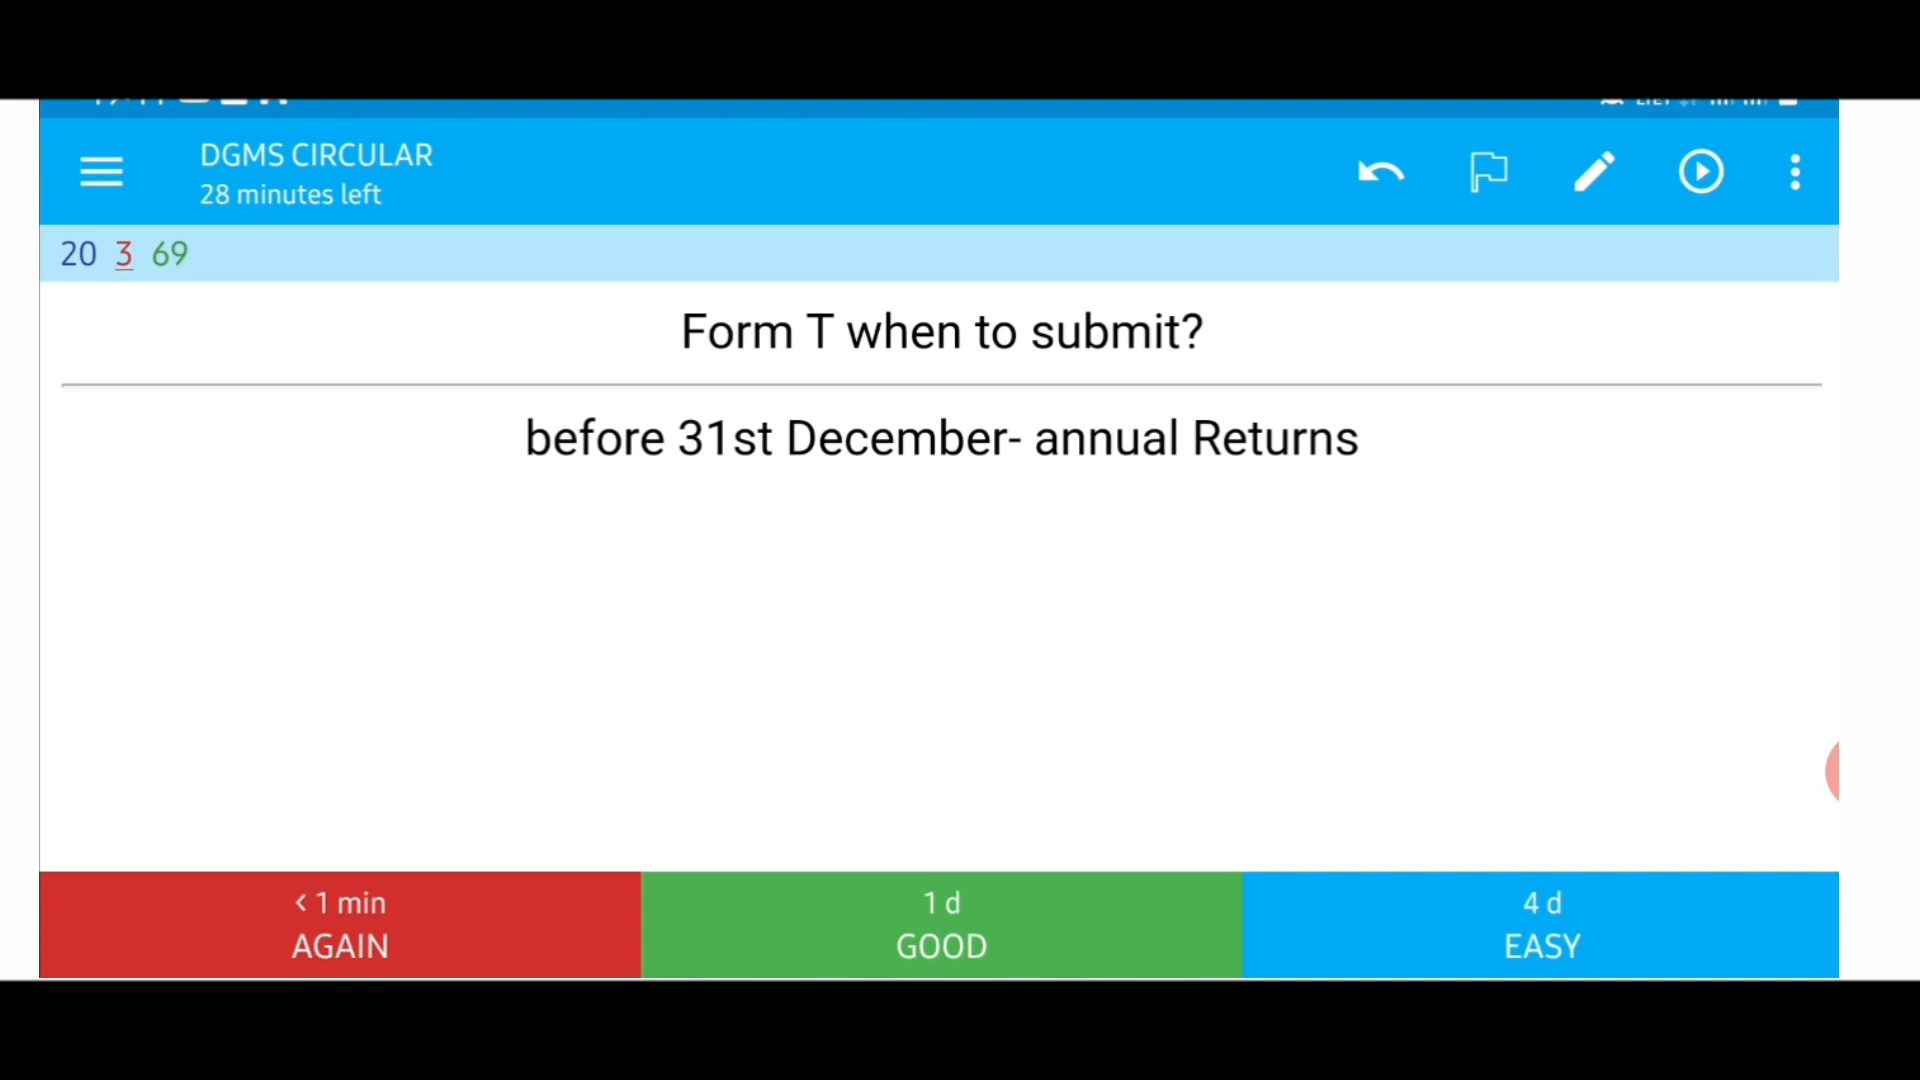 DGMS CIRCULAR
28 minutes left
20 3 69
Form T when to submit?
before 31st December- annual Returns
< 1 min
AGAIN
1 d
GOOD
4 d
EASY